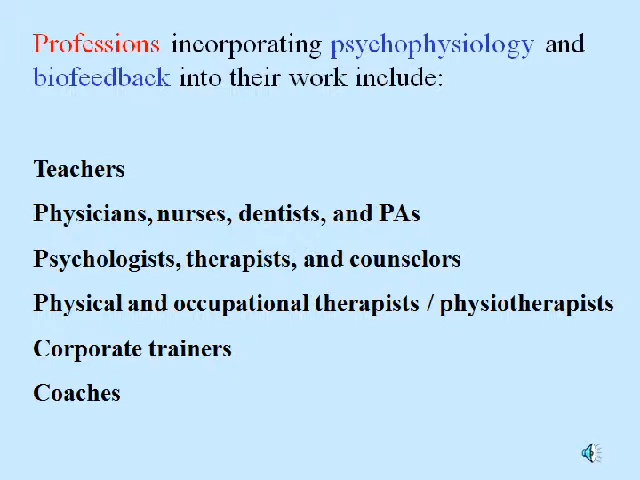 Professions incorporating psychophysiology and
biofeedback into their work include:
Teachers
Physicians, nurses, dentists, and PAs
Psychologists, therapists, and counselors
Physical and occupational therapists / physiotherapists
Corporate trainers
Coaches